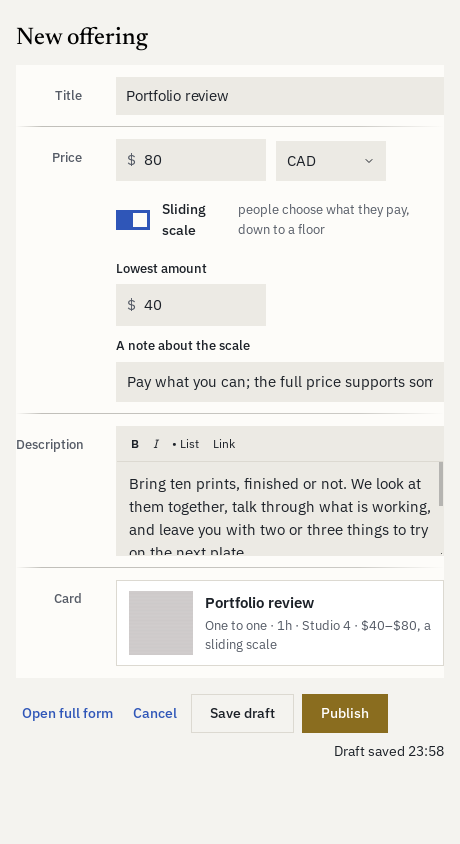 New offering
Title
Portfolio review
Price
$ 80
CAD
Sliding scale
people choose what they pay,
down to a floor
Lowest amount
$ 40
A note about the scale
Pay what you can; the full price supports som
Description
B I • List Link
Bring ten prints, finished or not. We look at
them together, talk through what is working,
and leave you with two or three things to try
on the next plate
Card
Portfolio review
One to one · 1h · Studio 4 · $40–$80, a
sliding scale
Open full form
Cancel
Save draft
Publish
Draft saved 23:58